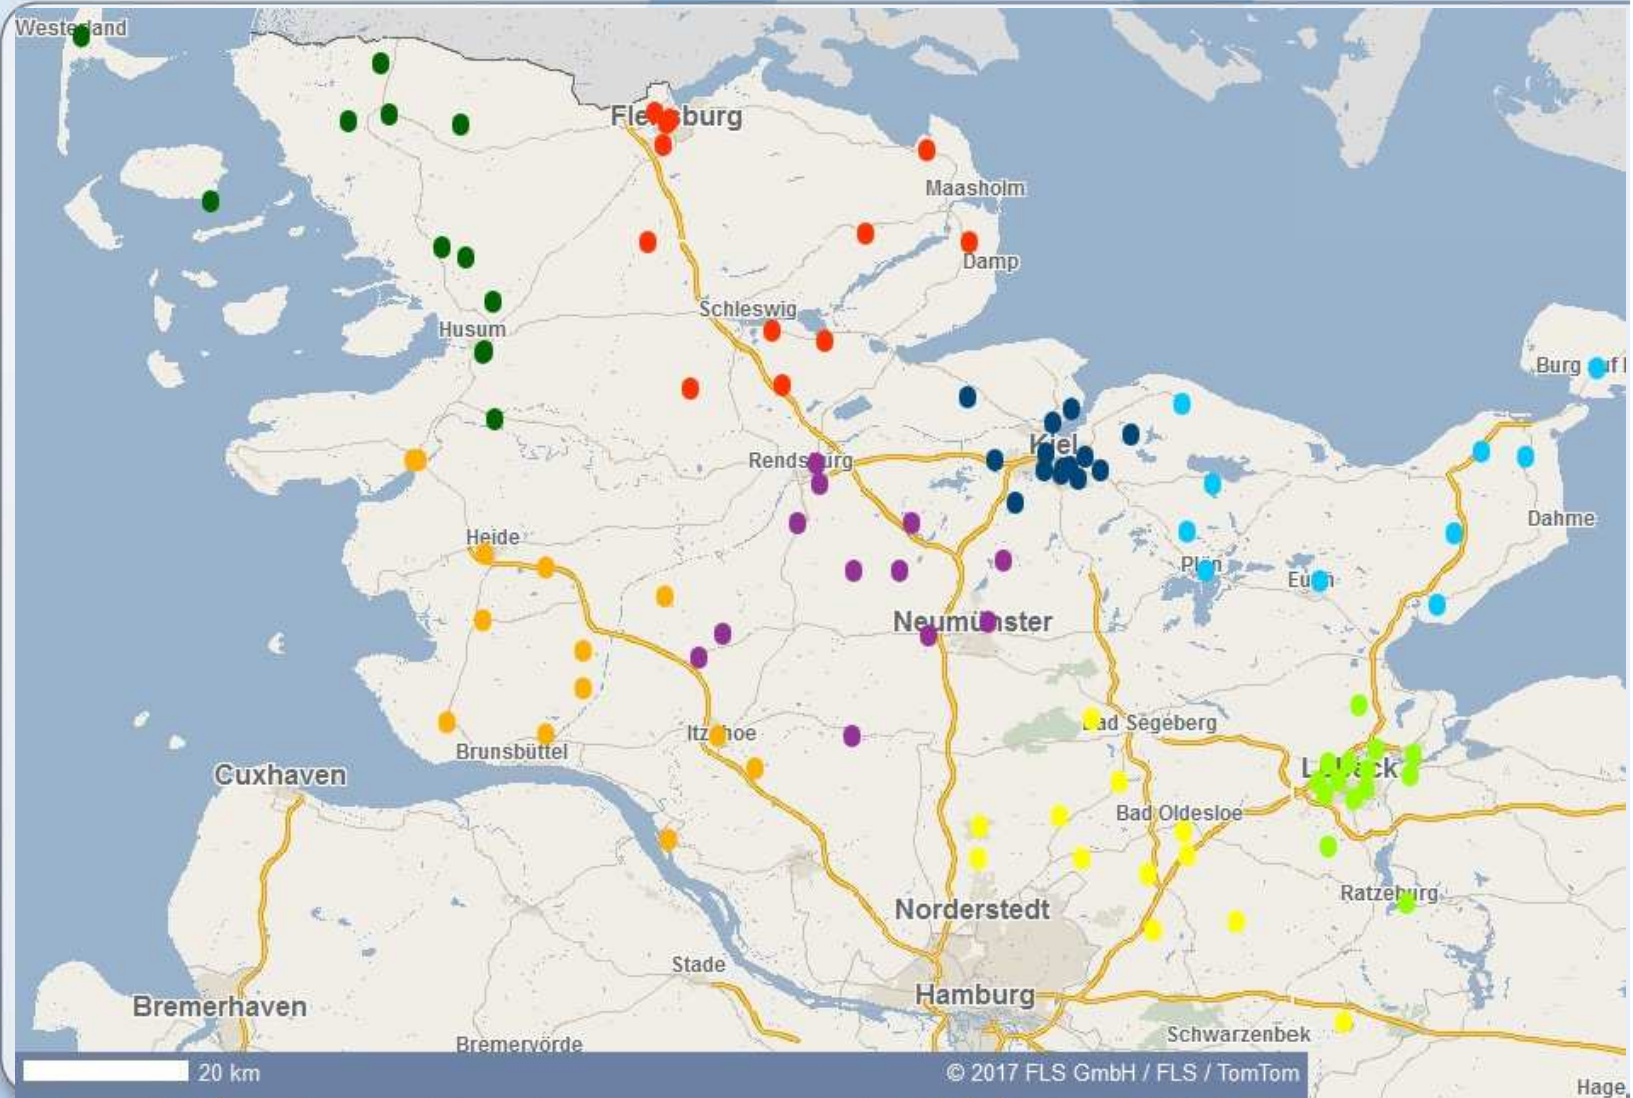 Westerland
Flensburg
Maasholm
Damp
Schleswig
Husum
Burg auf
Kiel
Rendsburg
Dahme
Heide
Plön
Eutin
Neumünster
Bad Segeberg
Itzehoe
Brunsbüttel
Cuxhaven
Lübeck
Bad Oldesloe
Ratzeburg
Norderstedt
Stade
Hamburg
Bremerhaven
Schwarzenbek
Bremervörde
20 km
© 2017 FLS GmbH / FLS / TomTom
Hage